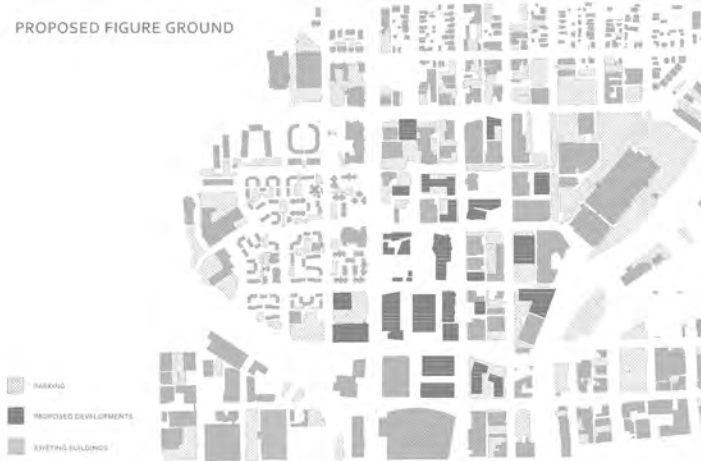 PROPOSED FIGURE GROUND
PARKING
PROPOSED DEVELOPMENTS
EXISTING BUILDINGS